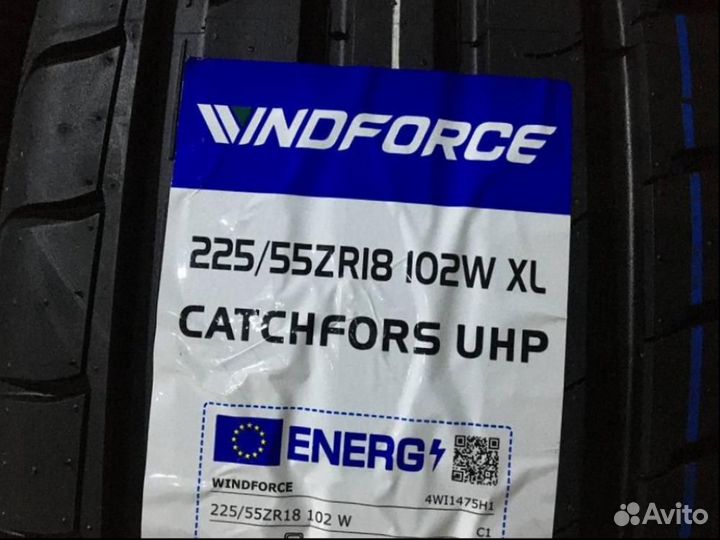 WINDFORCE
225/55ZR18 102W XL
CATCHFORS UHP
ENERG
WINDFORCE
4WI1475H1
225/55ZR18 102 W
C1
Avito